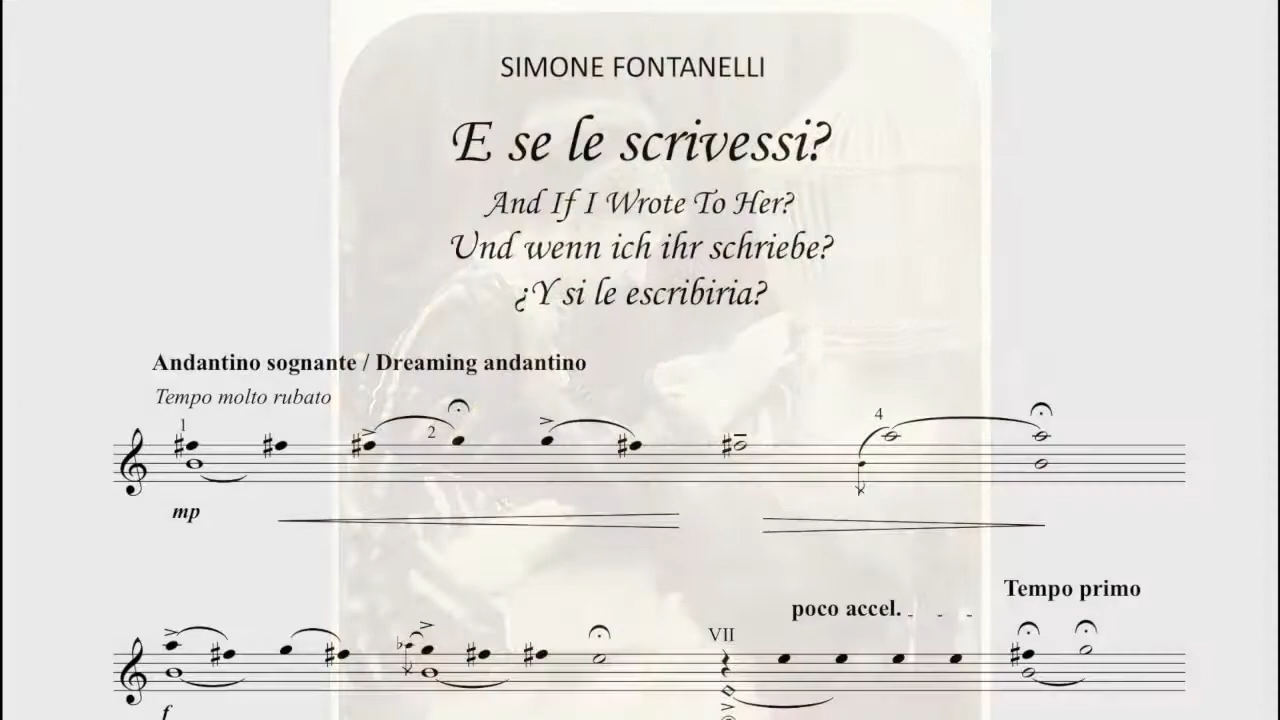 SIMONE FONTANELLI
E se le scrivessi?
And If I Wrote To Her?
Und wenn ich ihr schriebe?
¿Y si le escribiria?
Andantino sognante / Dreaming andantino
Tempo molto rubato
1
2
4
mp
Tempo primo
poco accel. - - -
VII
f